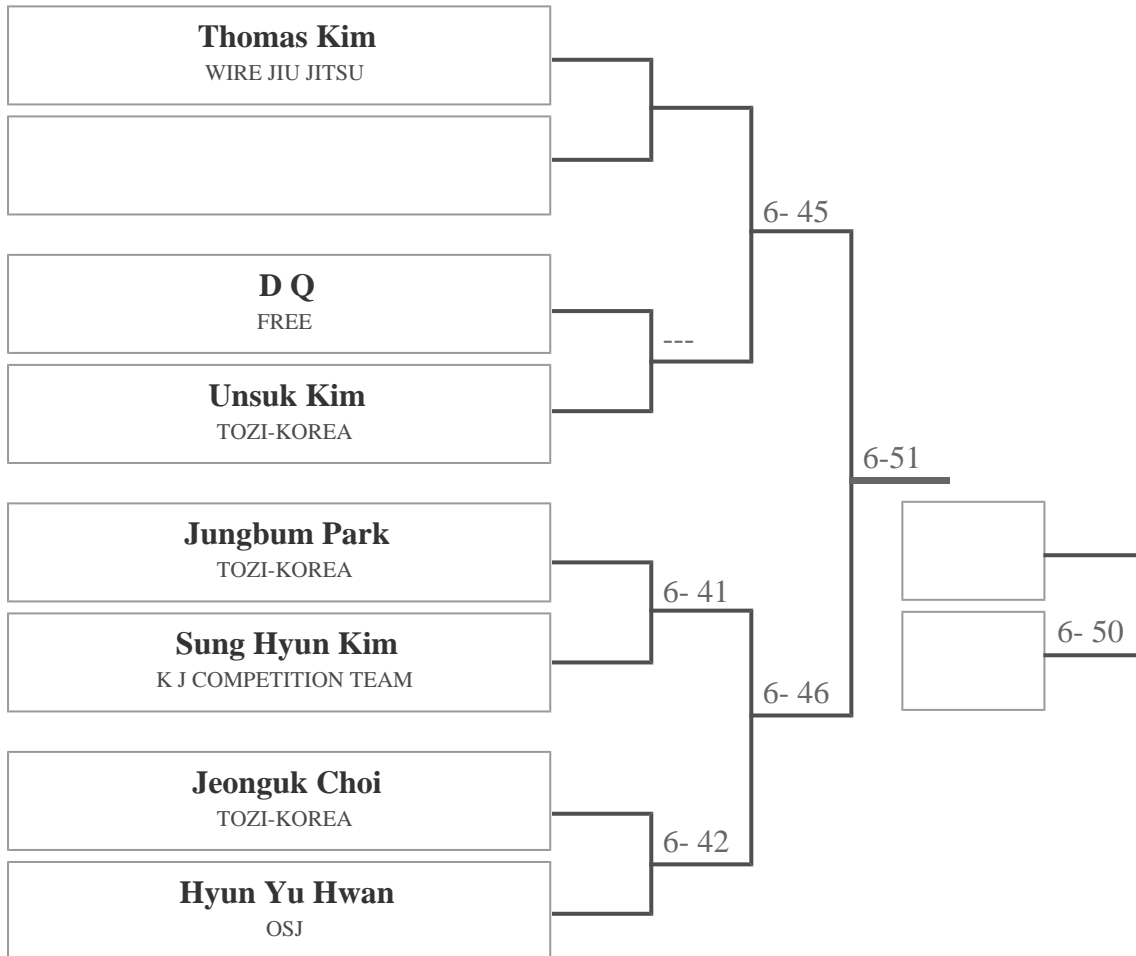 Thomas Kim
WIRE JIU JITSU
6- 45
D Q
FREE
---
Unsuk Kim
TOZI-KOREA
6-51
Jungbum Park
TOZI-KOREA
6- 41
Sung Hyun Kim
K J COMPETITION TEAM
6- 50
6- 46
Jeonguk Choi
TOZI-KOREA
6- 42
Hyun Yu Hwan
OSJ